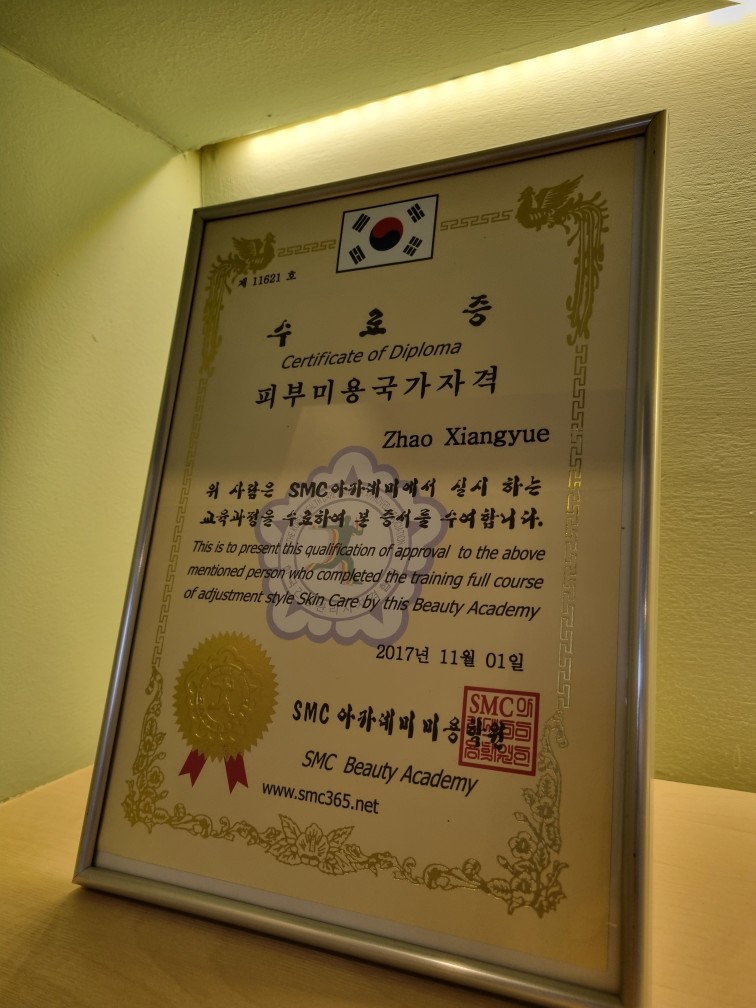 제 11621 호
수 료 증
Certificate of Diploma
피부미용국가자격
Zhao Xiangyue
위 사람은 SMC아카데미에서 실시 하는
교육과정을 수료하여 본 증서를 수여합니다.
This is to present this qualification of approval to the above
mentioned person who completed the training full course
of adjustment style Skin Care by this Beauty Academy
2017년 11월 01일
SMC 아카데미미용학원
SMC Beauty Academy
www.smc365.net
SMC